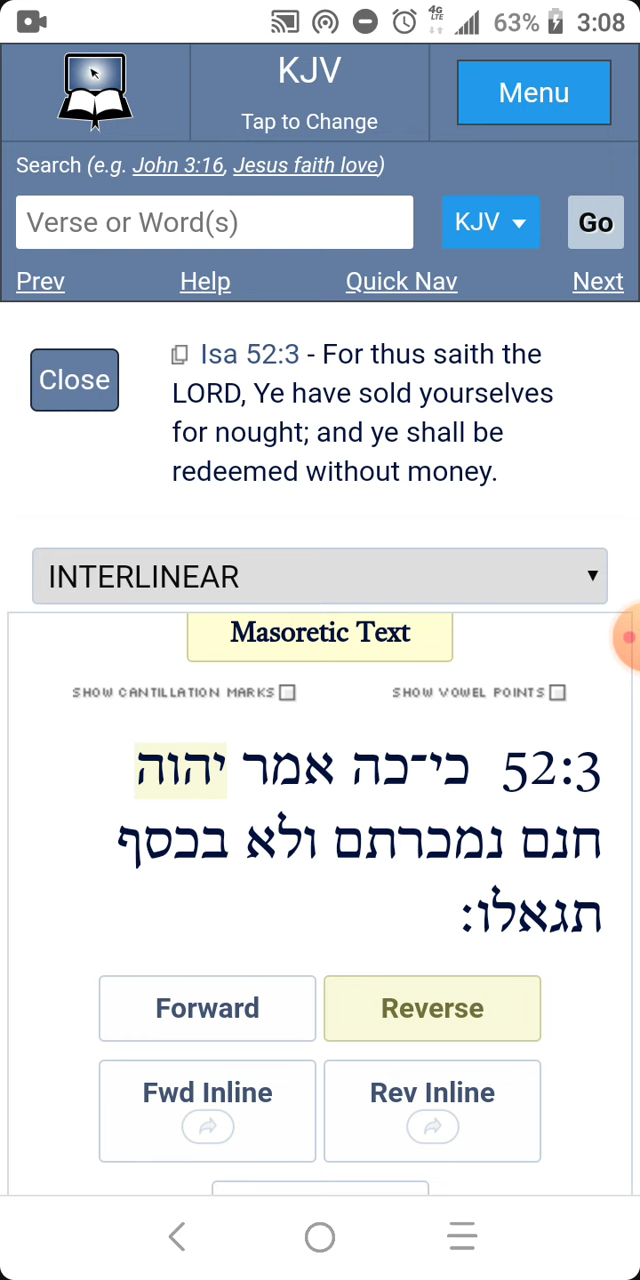 4G LTE 63% 3:08
KJV
Tap to Change
Menu
Search (e.g. John 3:16, Jesus faith love)
Verse or Word(s) KJV Go
Prev Help Quick Nav Next
Close
Isa 52:3 - For thus saith the
LORD, Ye have sold yourselves
for nought; and ye shall be
redeemed without money.
INTERLINEAR
Masoretic Text
SHOW CANTILLATION MARKS SHOW VOWEL POINTS
52:3 כי־כה אמר יהוה
חנם נמכרתם ולא בכסף
תגאלו׃
Forward Reverse
Fwd Inline Rev Inline